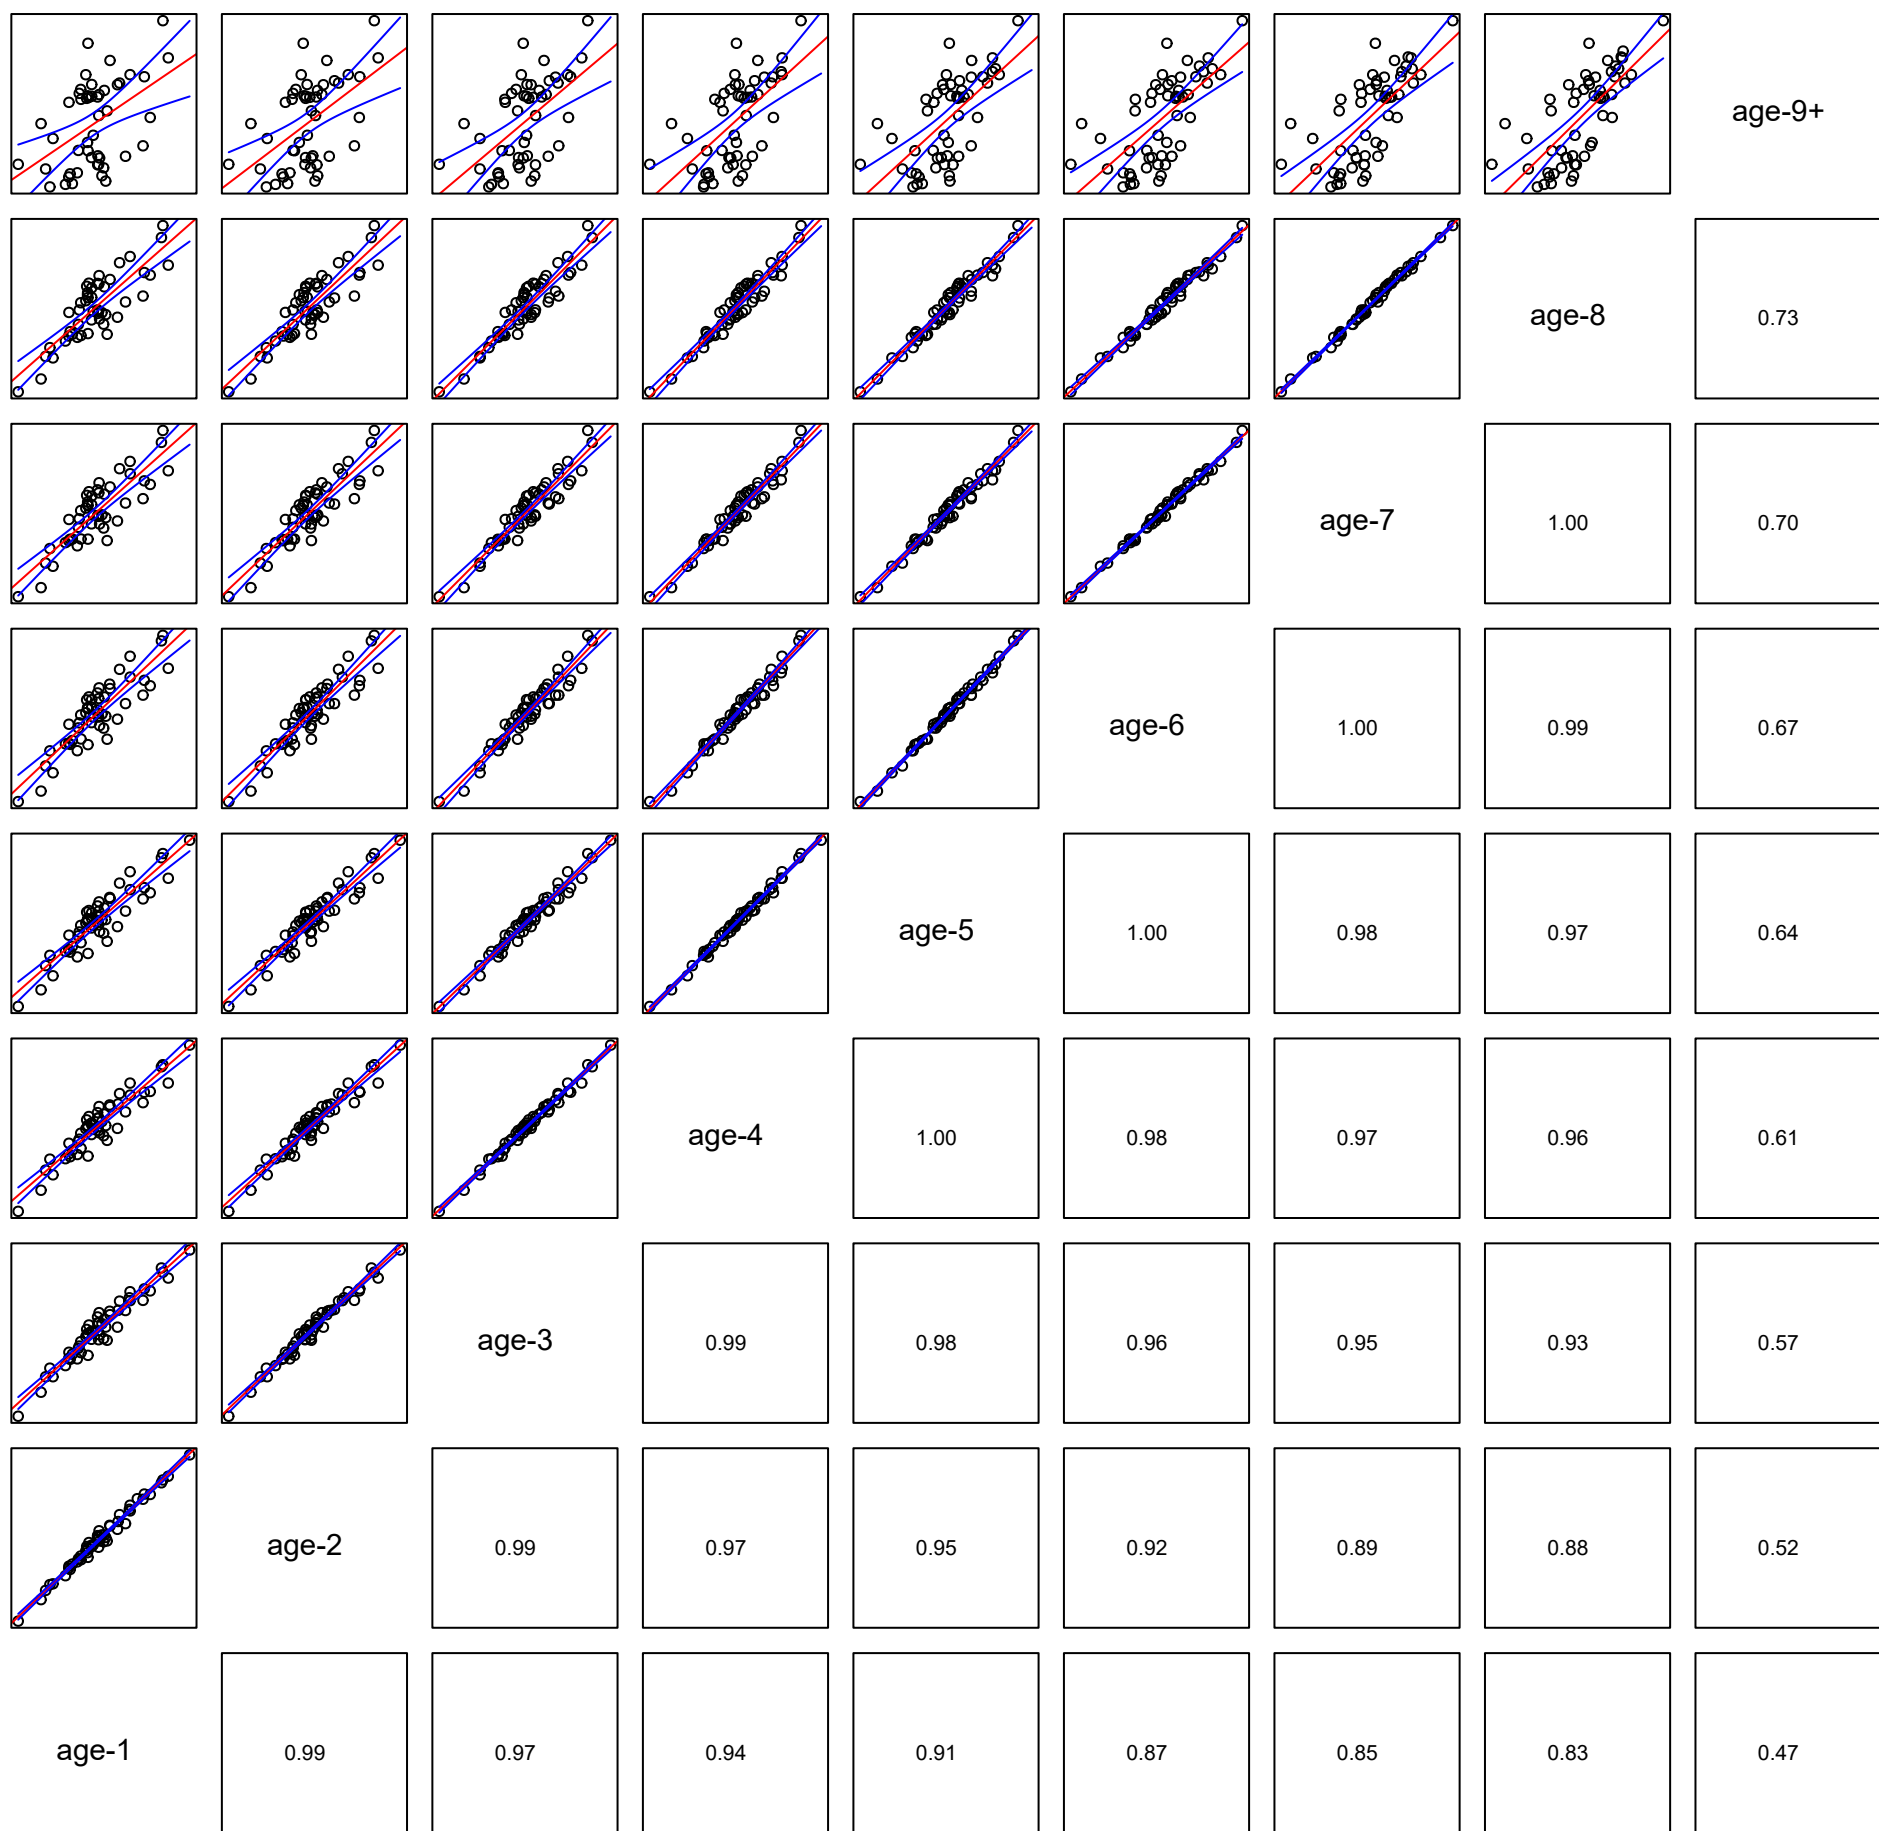 age-9+
age-8 0.73
age-7 1.00 0.70
age-6 1.00 0.99 0.67
age-5 1.00 0.98 0.97 0.64
age-4 1.00 0.98 0.97 0.96 0.61
age-3 0.99 0.98 0.96 0.95 0.93 0.57
age-2 0.99 0.97 0.95 0.92 0.89 0.88 0.52
age-1 0.99 0.97 0.94 0.91 0.87 0.85 0.83 0.47